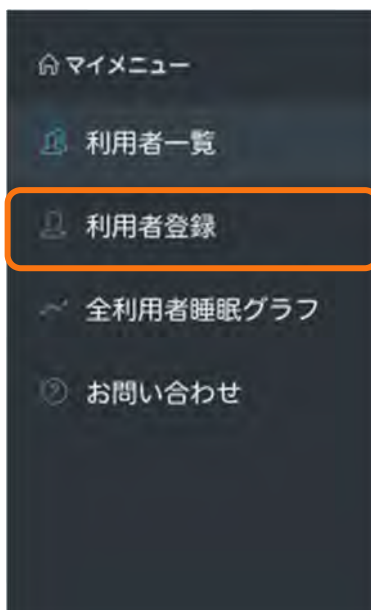 マイメニュー
利用者一覧
利用者登録
全利用者睡眠グラフ
お問い合わせ